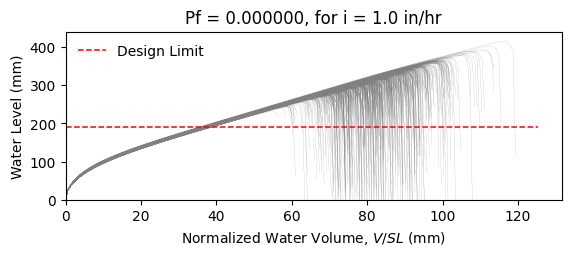 Pf = 0.000000, for i = 1.0 in/hr
Water Level (mm)
400
300
200
100
0
Design Limit
0 20 40 60 80 100 120
Normalized Water Volume, V/SL (mm)